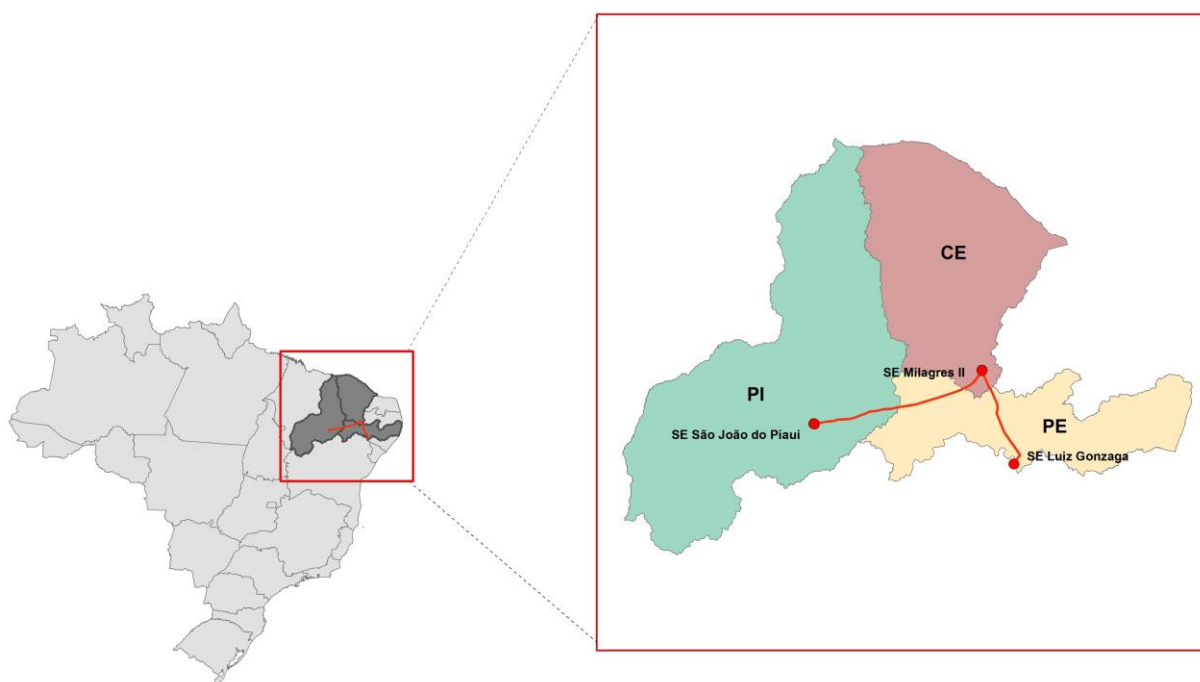 CE
SE Milagres II
PI
SE São João do Piauí
PE
SE Luiz Gonzaga